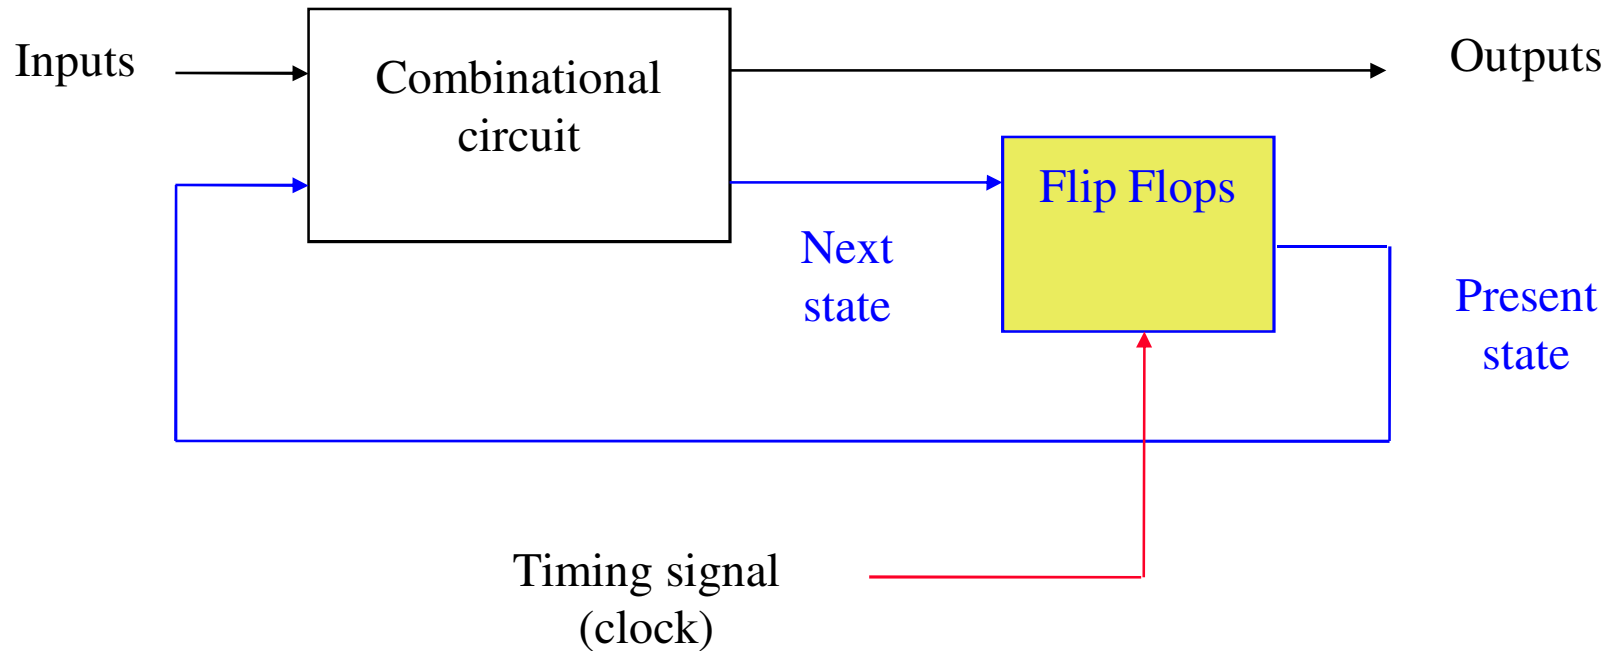 Inputs
Combinational
circuit
Outputs
Flip Flops
Next
state
Present
state
Timing signal
(clock)